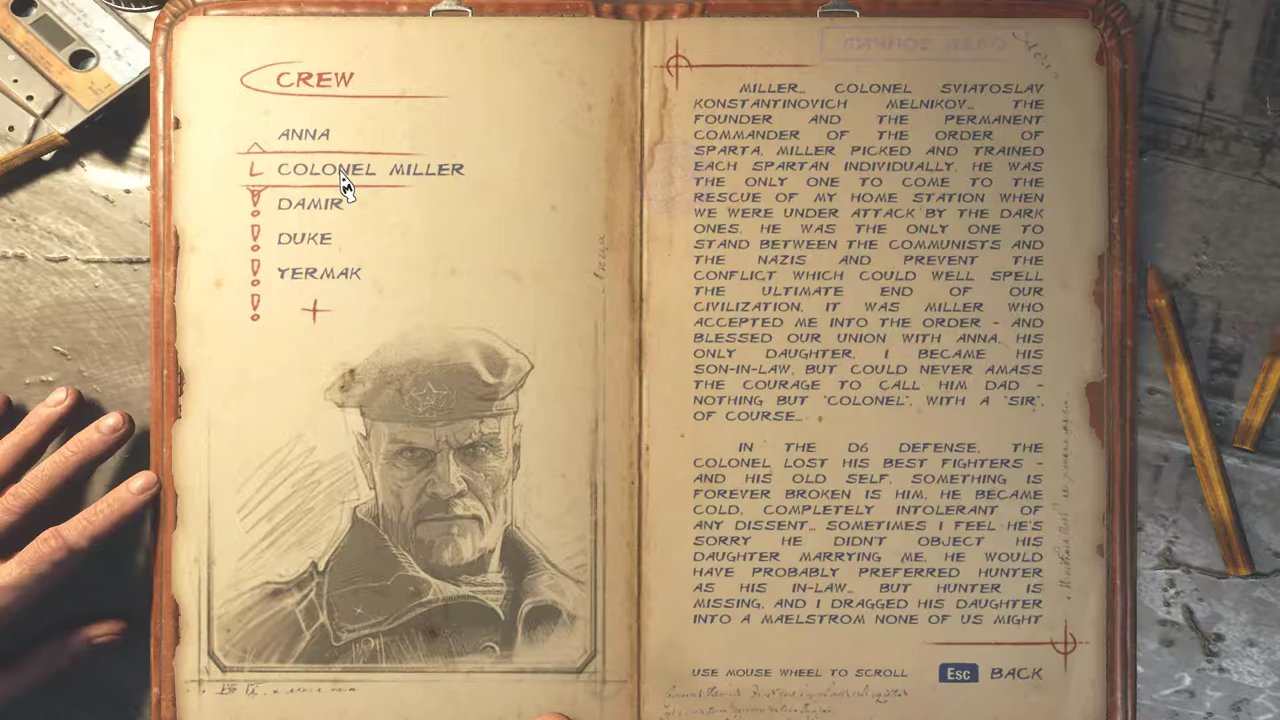 CREW
ANNA
COLONEL MILLER
DAMIR
DUKE
YERMAK
MILLER... COLONEL SVIATOSLAV
KONSTANTINOVICH MELNIKOV... THE
FOUNDER AND THE PERMANENT
COMMANDER OF THE ORDER OF
SPARTA, MILLER PICKED AND TRAINED
EACH SPARTAN INDIVIDUALLY. HE WAS
THE ONLY ONE TO COME TO THE
RESCUE OF MY HOME STATION WHEN
WE WERE UNDER ATTACK BY THE DARK
ONES. HE WAS THE ONLY ONE TO
STAND BETWEEN THE COMMUNISTS AND
THE NAZIS AND PREVENT THE
CONFLICT WHICH COULD WELL SPELL
THE ULTIMATE END OF OUR
CIVILIZATION. IT WAS MILLER WHO
ACCEPTED ME INTO THE ORDER - AND
BLESSED OUR UNION WITH ANNA, HIS
ONLY DAUGHTER. I BECAME HIS
SON-IN-LAW, BUT COULD NEVER AMASS
THE COURAGE TO CALL HIM DAD -
NOTHING BUT "COLONEL", WITH A "SIR",
OF COURSE...
IN THE D6 DEFENSE, THE
COLONEL LOST HIS BEST FIGHTERS -
AND HIS OLD SELF. SOMETHING IS
FOREVER BROKEN IS HIM. HE BECAME
COLD, COMPLETELY INTOLERANT OF
ANY DISSENT... SOMETIMES I FEEL HE'S
SORRY HE DIDN'T OBJECT HIS
DAUGHTER MARRYING ME. HE WOULD
HAVE PROBABLY PREFERRED HUNTER
AS HIS IN-LAW... BUT HUNTER IS
MISSING, AND I DRAGGED HIS DAUGHTER
INTO A MAELSTROM NONE OF US MIGHT
USE MOUSE WHEEL TO SCROLL Esc BACK